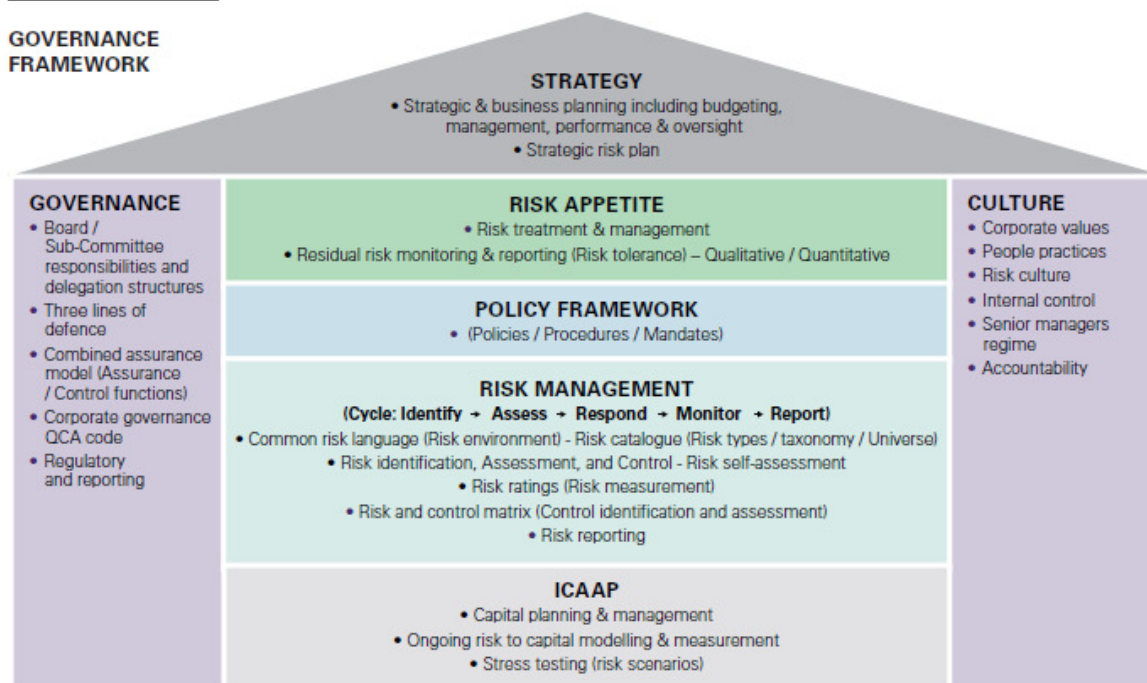 GOVERNANCE
FRAMEWORK
STRATEGY
• Strategic & business planning including budgeting,
management, performance & oversight
• Strategic risk plan
GOVERNANCE
• Board /
Sub-Committee
responsibilities and
delegation structures
• Three lines of
defence
• Combined assurance
model (Assurance
/ Control functions)
• Corporate governance
QCA code
• Regulatory
and reporting
RISK APPETITE
• Risk treatment & management
• Residual risk monitoring & reporting (Risk tolerance) – Qualitative / Quantitative
POLICY FRAMEWORK
• (Policies / Procedures / Mandates)
RISK MANAGEMENT
(Cycle: Identify → Assess → Respond → Monitor → Report)
• Common risk language (Risk environment) - Risk catalogue (Risk types / taxonomy / Universe)
• Risk identification, Assessment, and Control - Risk self-assessment
• Risk ratings (Risk measurement)
• Risk and control matrix (Control identification and assessment)
• Risk reporting
ICAAP
• Capital planning & management
• Ongoing risk to capital modelling & measurement
• Stress testing (risk scenarios)
CULTURE
• Corporate values
• People practices
• Risk culture
• Internal control
• Senior managers
regime
• Accountability